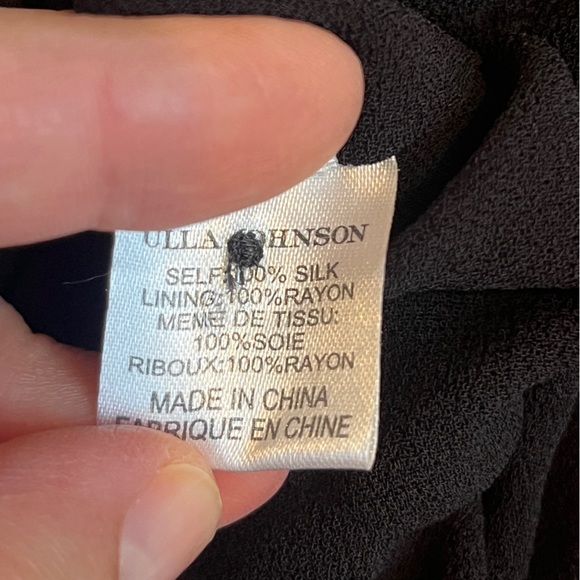 ULLA HNSON
SELF: 100% SILK
LINING:100%RAYON
MEME DE TISSU:
100%SOIE
RIBOUX:100%RAYON
MADE IN CHINA
FABRIQUE EN CHINE